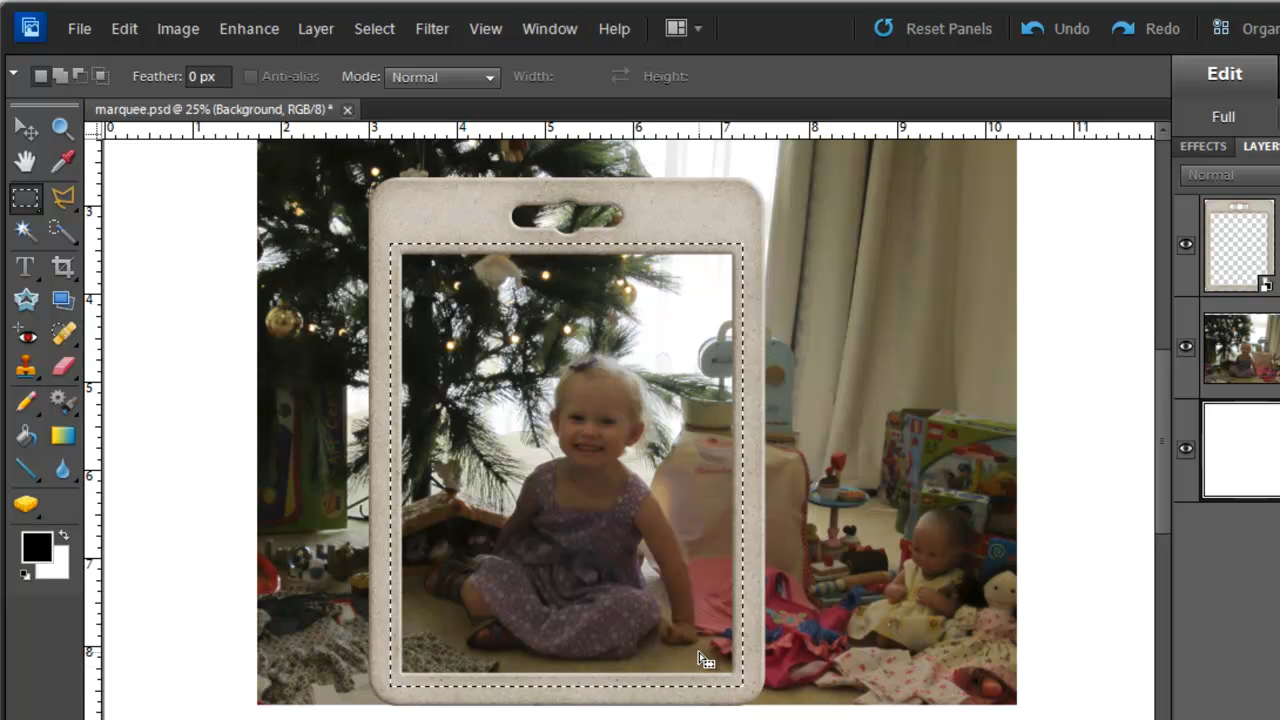 File Edit Image Enhance Layer Select Filter View Window Help Reset Panels Undo Redo Organ
Feather: 0 px Anti-alias Mode: Normal Width: Height:
Edit
marquee.psd @ 25% (Background, RGB/8) * x
Full
0 1 2 3 4 5 6 7 8 9 10 11
EFFECTS LAYER
Normal
3
4
5
6
7
8
T